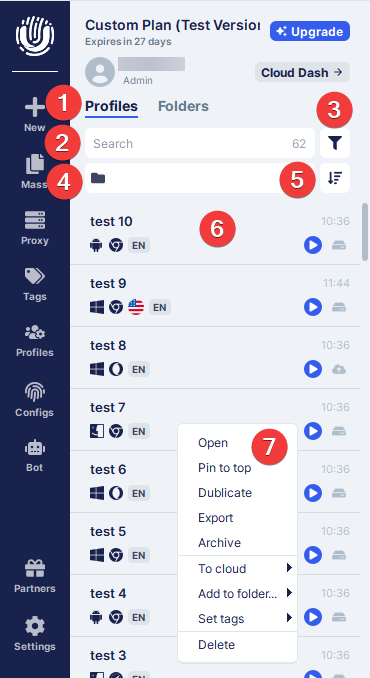 Custom Plan (Test Version
Upgrade
Expires in 27 days
Admin
Cloud Dash
1
Profiles
Folders
3
New
2
Search
62
Mass
4
5
test 10
6
10:36
EN
Proxy
test 9
11:44
EN
Tags
test 8
10:36
EN
Profiles
test 7
10:36
EN
Configs
7
Open
Pin to top
Dublicate
Export
Archive
To cloud
Add to folder...
Set tags
Delete
Bot
test 6
10:36
EN
test 5
10:36
EN
Partners
test 4
10:36
EN
Settings
test 3
10:36